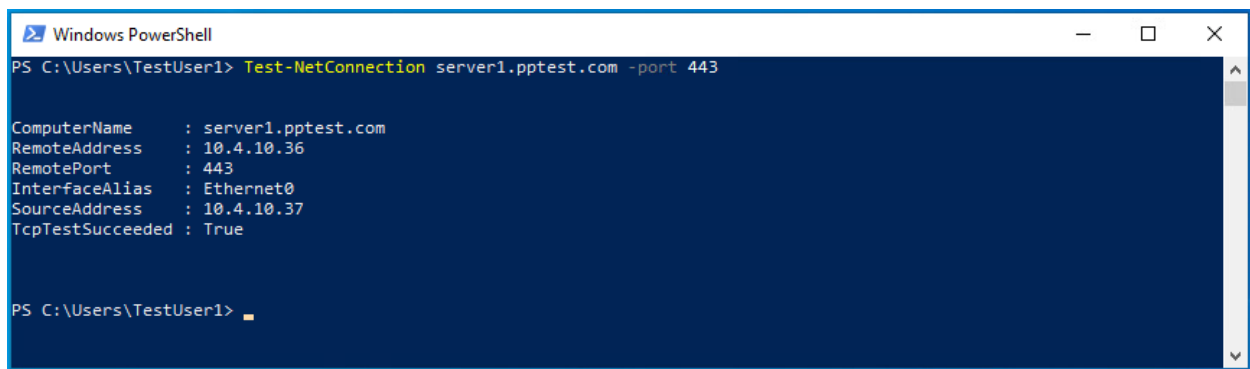 Windows PowerShell
PS C:\Users\TestUser1> Test-NetConnection server1.pptest.com -port 443
ComputerName     : server1.pptest.com
RemoteAddress    : 10.4.10.36
RemotePort       : 443
InterfaceAlias   : Ethernet0
SourceAddress    : 10.4.10.37
TcpTestSucceeded : True
PS C:\Users\TestUser1>